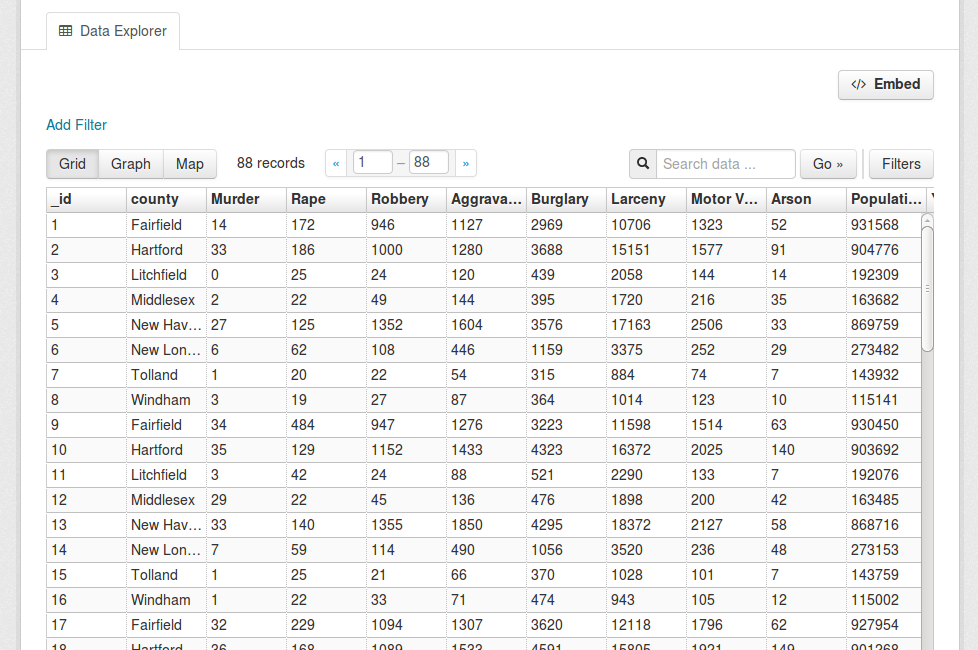 Data Explorer
</> Embed
Add Filter
Grid Graph Map 88 records « 1 – 88 » Search data ... Go » Filters
_id county Murder Rape Robbery Aggrava... Burglary Larceny Motor V... Arson Populati...
1 Fairfield 14 172 946 1127 2969 10706 1323 52 931568
2 Hartford 33 186 1000 1280 3688 15151 1577 91 904776
3 Litchfield 0 25 24 120 439 2058 144 14 192309
4 Middlesex 2 22 49 144 395 1720 216 35 163682
5 New Hav... 27 125 1352 1604 3576 17163 2506 33 869759
6 New Lon... 6 62 108 446 1159 3375 252 29 273482
7 Tolland 1 20 22 54 315 884 74 7 143932
8 Windham 3 19 27 87 364 1014 123 10 115141
9 Fairfield 34 484 947 1276 3223 11598 1514 63 930450
10 Hartford 35 129 1152 1433 4323 16372 2025 140 903692
11 Litchfield 3 42 24 88 521 2290 133 7 192076
12 Middlesex 29 22 45 136 476 1898 200 42 163485
13 New Hav... 33 140 1355 1850 4295 18372 2127 58 868716
14 New Lon... 7 59 114 490 1056 3520 236 48 273153
15 Tolland 1 25 21 66 370 1028 101 7 143759
16 Windham 1 22 33 71 474 943 105 12 115002
17 Fairfield 32 229 1094 1307 3620 12118 1796 62 927954
18 Hartford 36 168 1089 1533 4591 15805 1921 149 901268